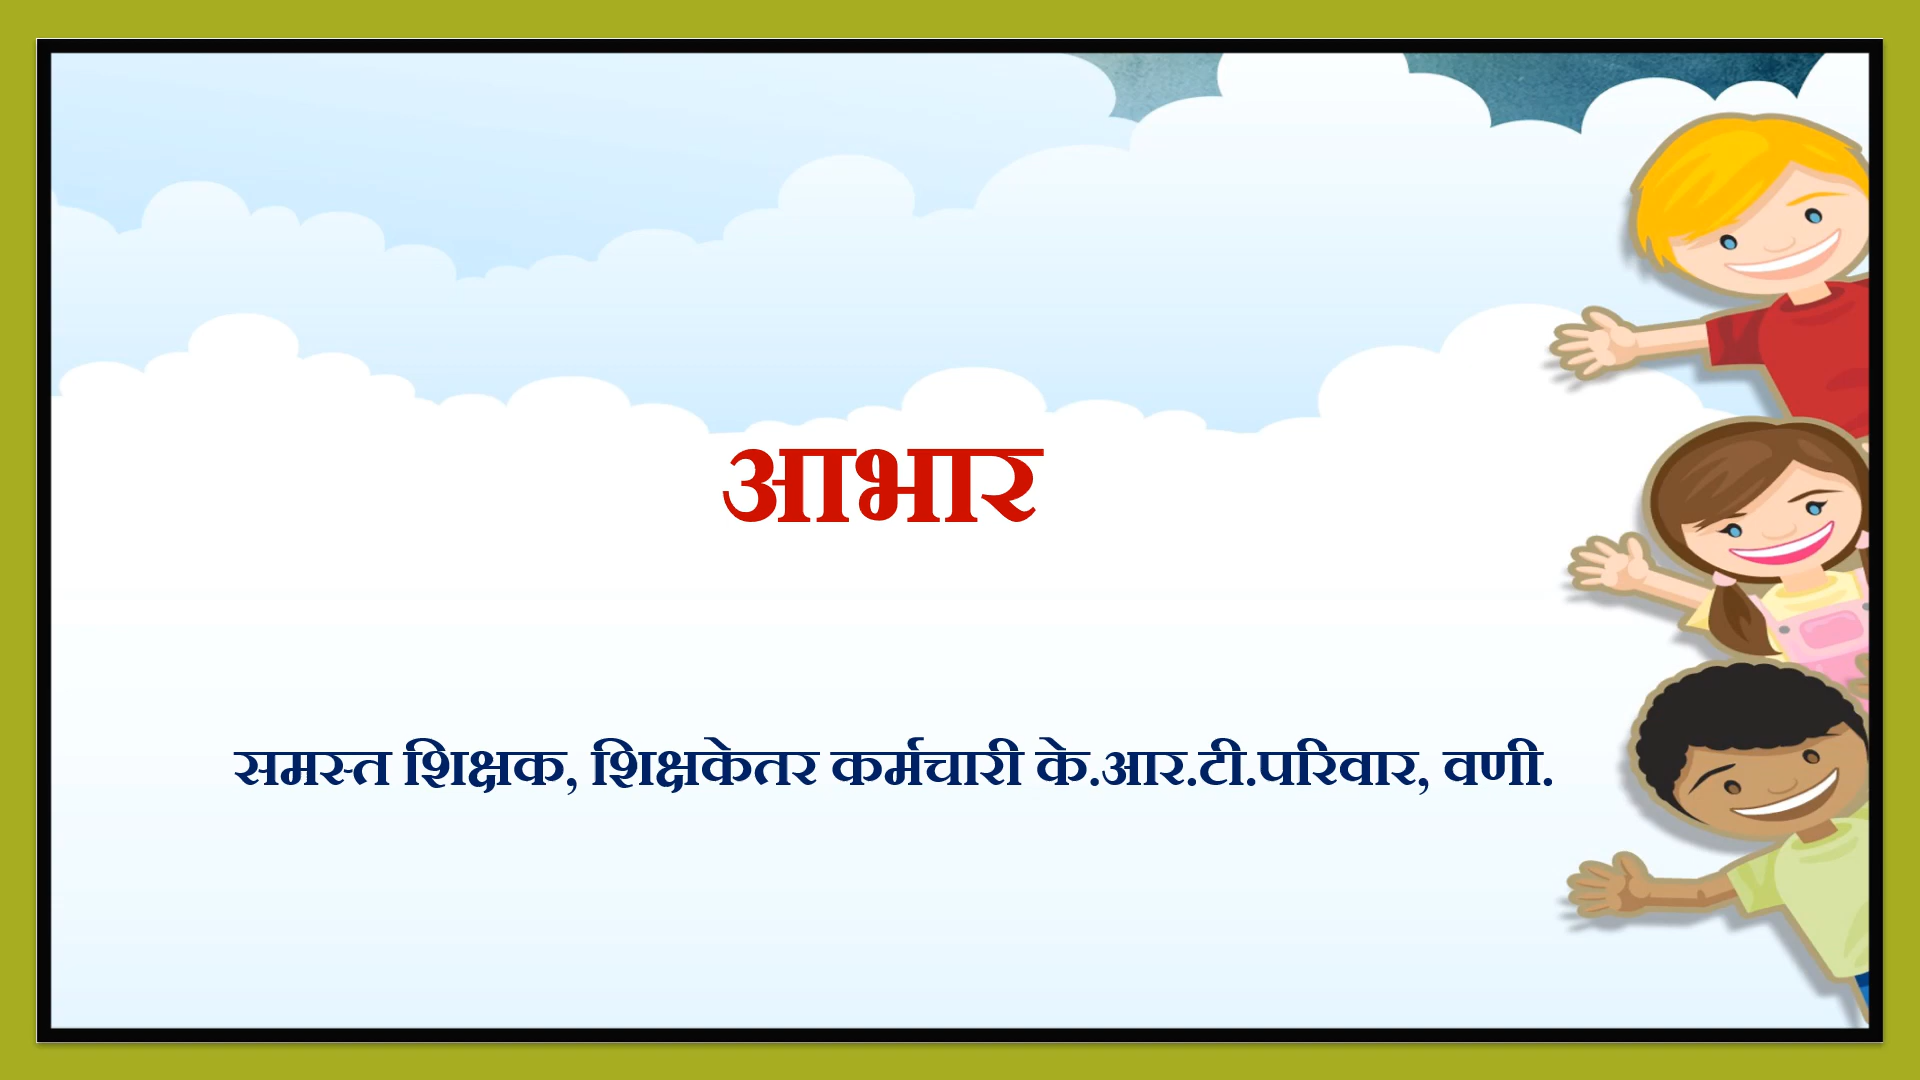 आभार
समस्त शिक्षक, शिक्षकेतर कर्मचारी के.आर.टी.परिवार, वणी.